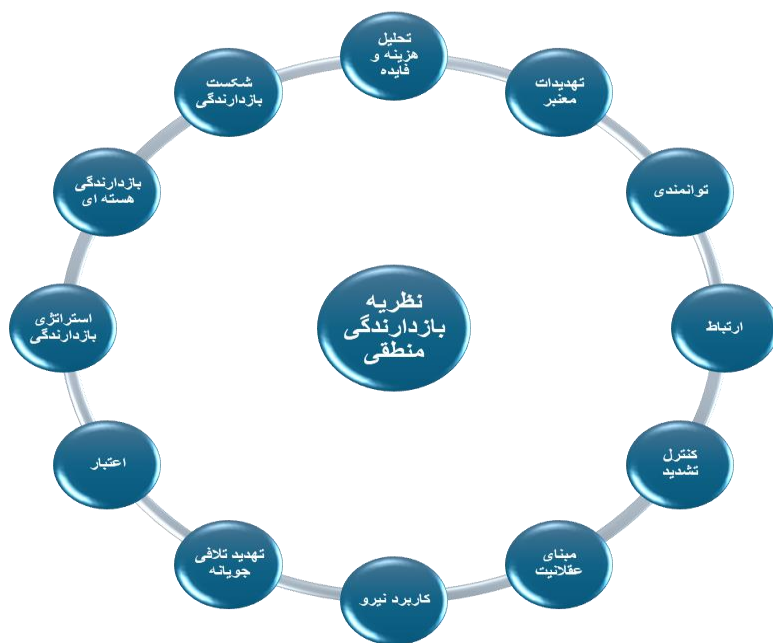 تحلیل
هزینه و
فایده
تهدیدات
معتبر
توانمندی
ارتباط
کنترل
تشدید
مبنای
عقلانیت
کاربرد نیرو
تهدید تلافی
جویانه
اعتبار
استراتژی
بازدارندگی
بازدارندگی
هسته ای
شکست
بازدارندگی
نظریه
بازدارندگی
منطقی